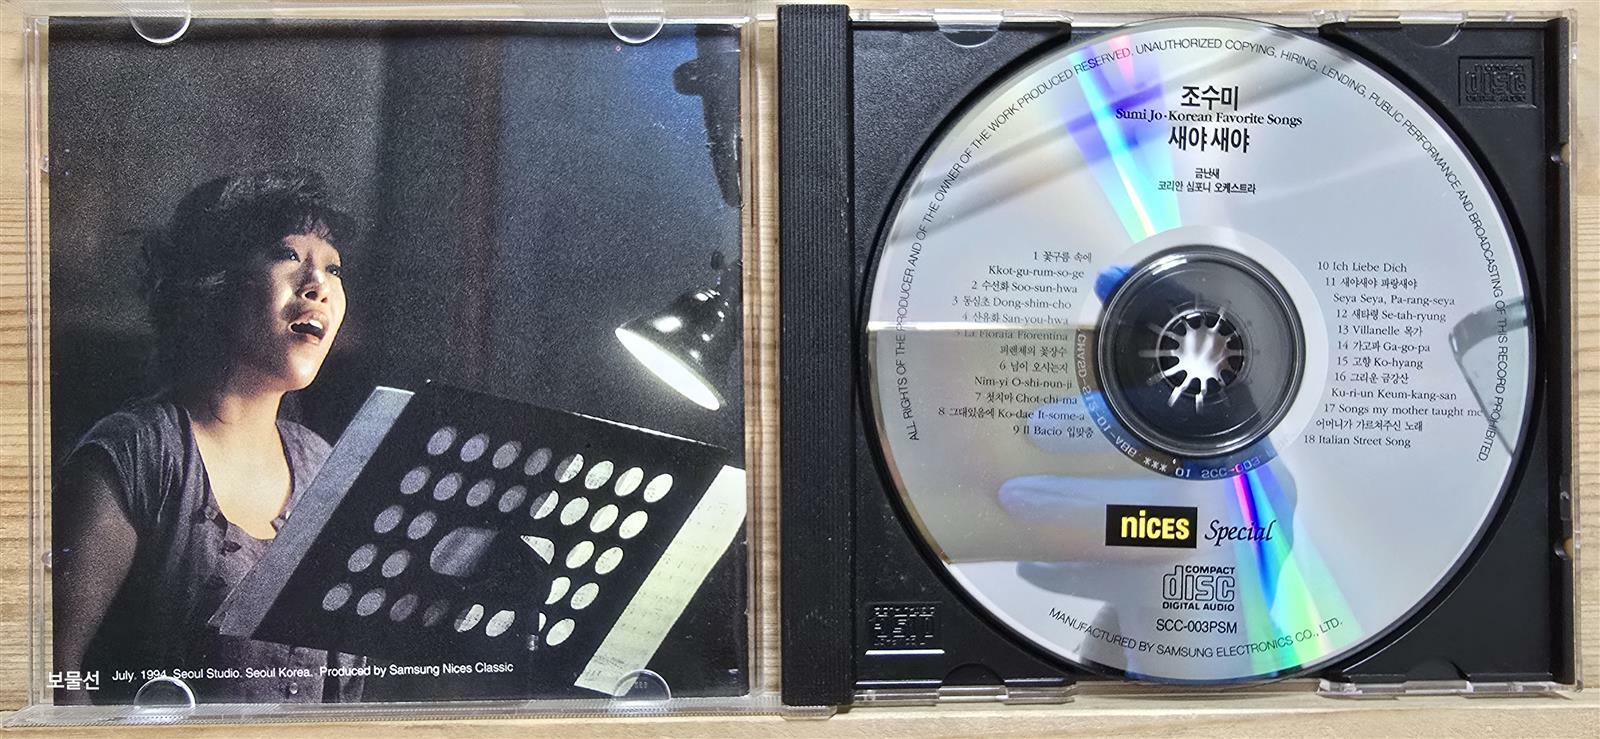 보물선
July. 1994. Seoul Studio. Seoul Korea. Produced by Samsung Nices Classic
ALL RIGHTS OF THE PRODUCER AND OF THE OWNER OF THE WORK PRODUCED RESERVED. UNAUTHORIZED COPYING, HIRING, LENDING, PUBLIC PERFORMANCE AND BROADCASTING OF THIS RECORD PROHIBITED.
조수미
Sumi Jo · Korean Favorite Songs
새야 새야
금난새
코리안 심포니 오케스트라
1 꽃구름 속에
Kkot-gu-rum-so-ge
2 수선화 Soo-sun-hwa
3 동심초 Dong-shim-cho
4 산유화 San-you-hwa
5 La Fiorata Fiorentina
피렌체의 꽃장수
6 님이 오시는지
Nim-yi O-shi-nun-ji
7 첫치마 Chot-chi-ma
8 그대있음에 Ko-dae It-some-a
9 Il Bacio 입맞춤
10 Ich Liebe Dich
11 새야새야 파랑새야
Seya Seya, Pa-rang-seya
12 새타령 Se-tah-ryung
13 Villanelle 목가
14 가고파 Ga-go-pa
15 고향 Ko-hyang
16 그리운 금강산
Ku-ri-un Keum-kang-san
17 Songs my mother taught me
어머니가 가르쳐주신 노래
18 Italian Street Song
nices Special
COMPACT
disc
DIGITAL AUDIO
SCC-003PSM
MANUFACTURED BY SAMSUNG ELECTRONICS CO., LTD.